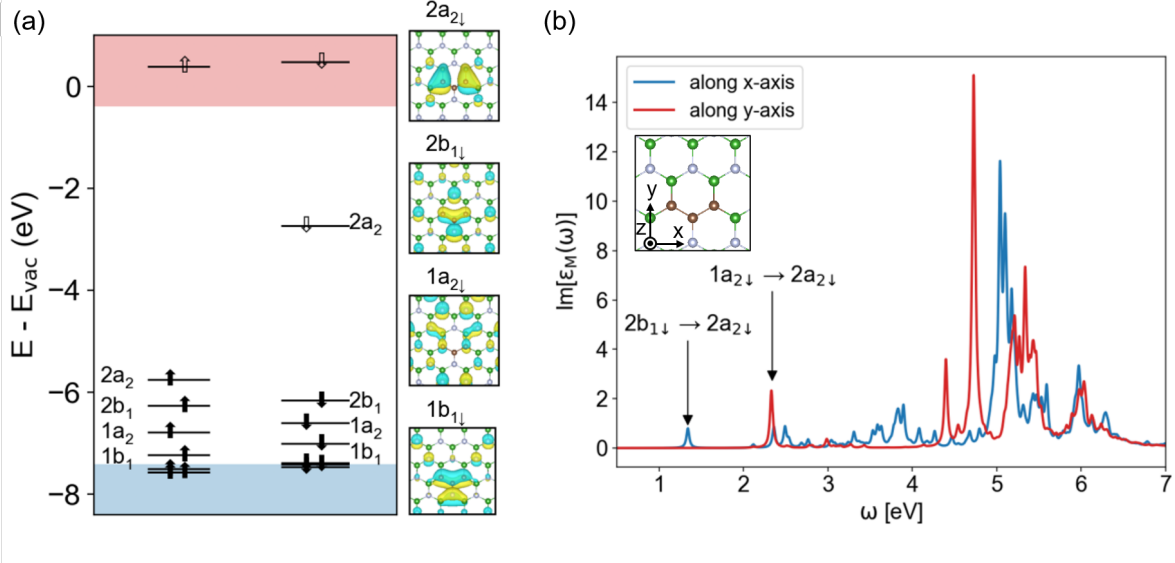 (a)
E - E_vac (eV)
0
−2
−4
−6
−8
2a₂
2b₁
1a₂
1b₁
2a₂
2b₁
1a₂
1b₁
2a₂↓
2b₁↓
1a₂↓
1b₁↓
(b)
along x-axis
along y-axis
y
z
x
1a₂↓ → 2a₂↓
2b₁↓ → 2a₂↓
Im[ε_M(ω)]
14
12
10
8
6
4
2
0
1 2 3 4 5 6 7
ω [eV]